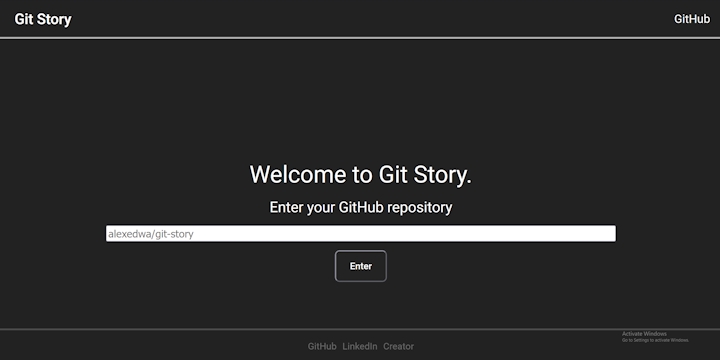 Git Story
GitHub
Welcome to Git Story.
Enter your GitHub repository
alexedwa/git-story
Enter
Activate Windows
Go to Settings to activate Windows.
GitHub LinkedIn Creator